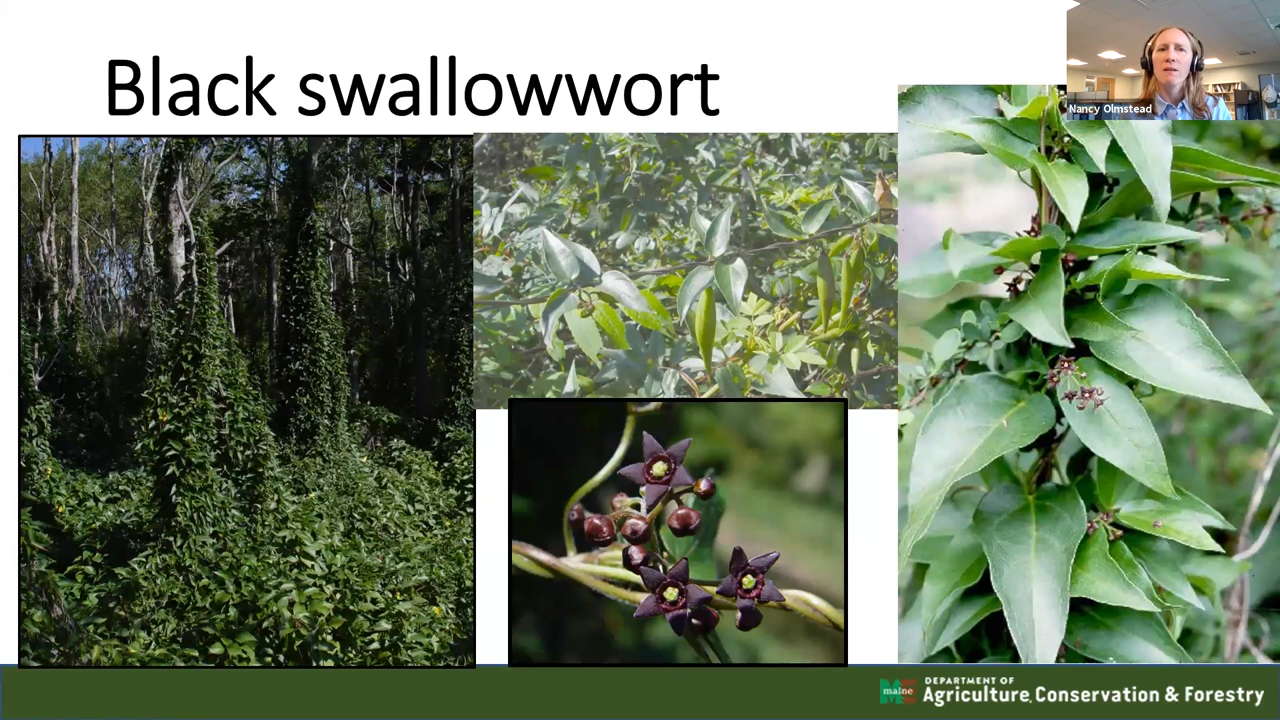 Black swallowwort
Nancy Olmstead
maine
DEPARTMENT OF
Agriculture, Conservation & Forestry